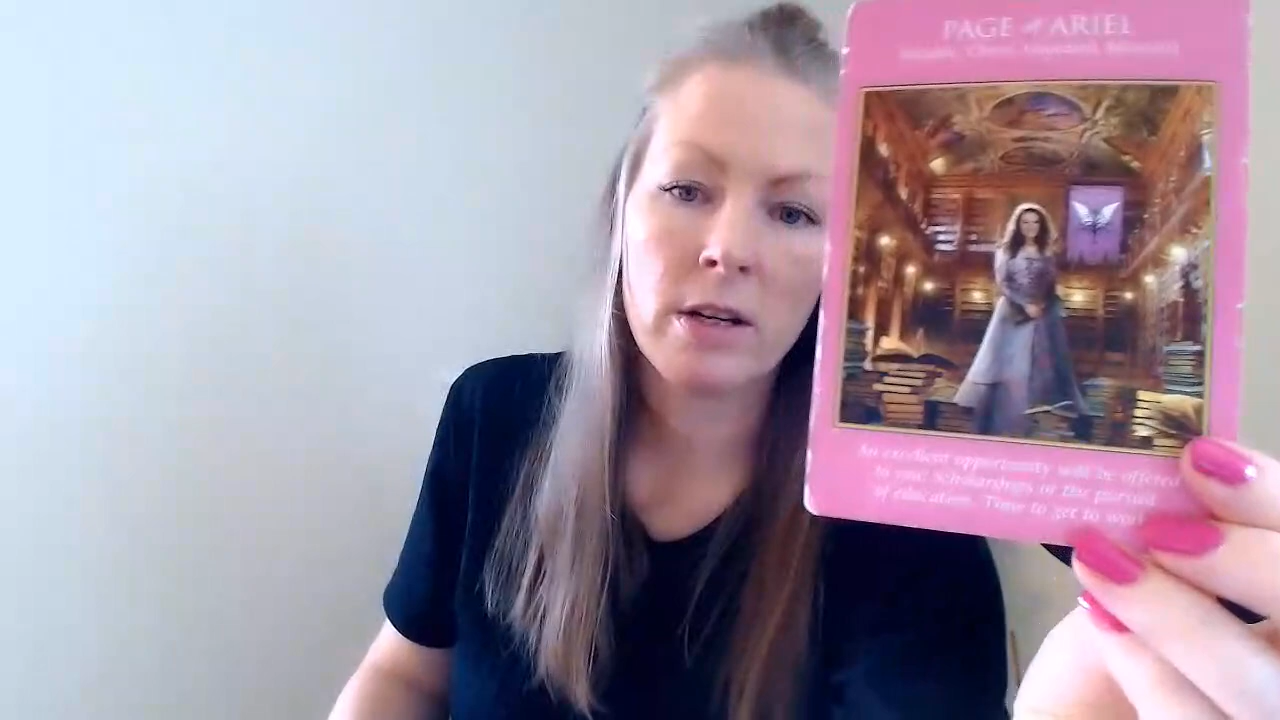 PAGE of ARIEL
An excellent opportunity will be offered
to you. Scholarships or the pursuit
of education. Time to get to work